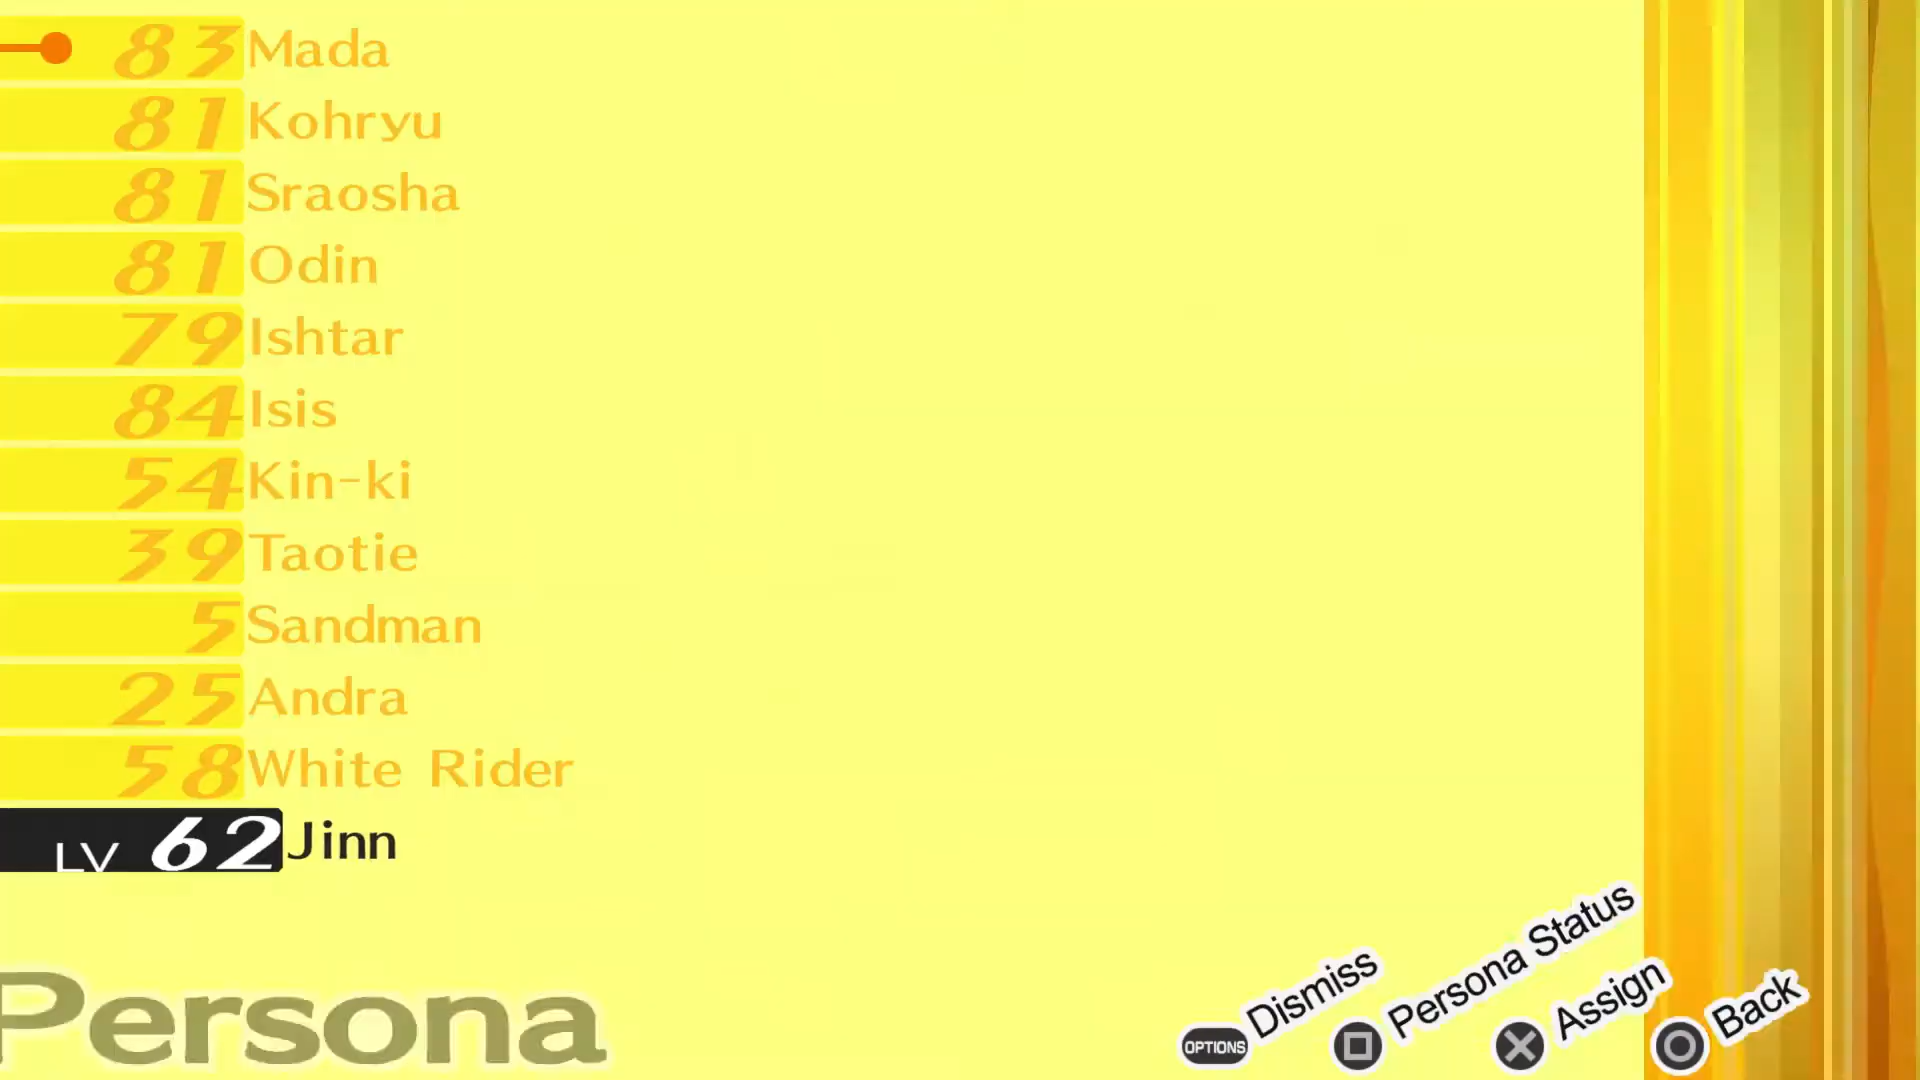 83 Mada
81 Kohryu
81 Sraosha
81 Odin
79 Ishtar
84 Isis
54 Kin-ki
39 Taotie
5 Sandman
25 Andra
58 White Rider
LV 62 Jinn
Persona
OPTIONS Dismiss
Persona Status
Assign
Back